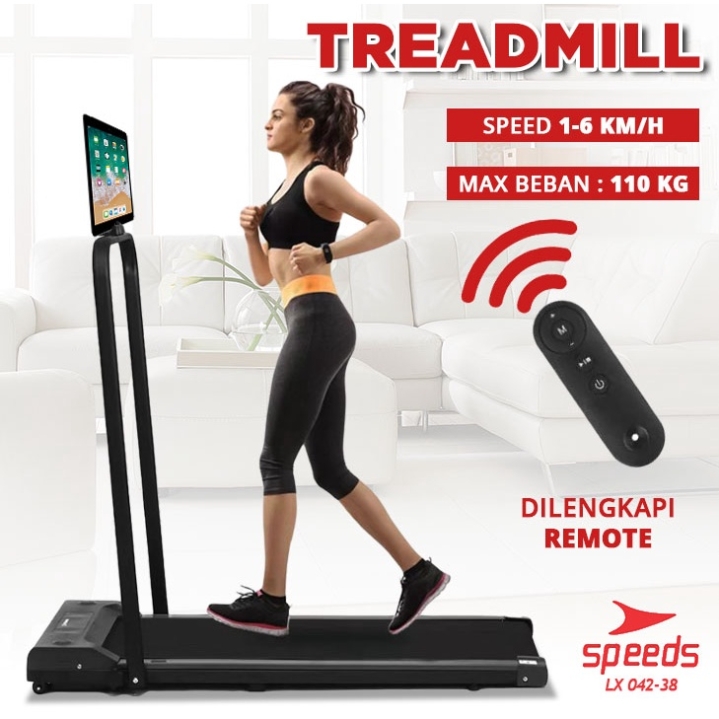 TREADMILL
SPEED 1-6 KM/H
MAX BEBAN : 110 KG
M
DILENGKAPI
REMOTE
speeds
LX 042-38